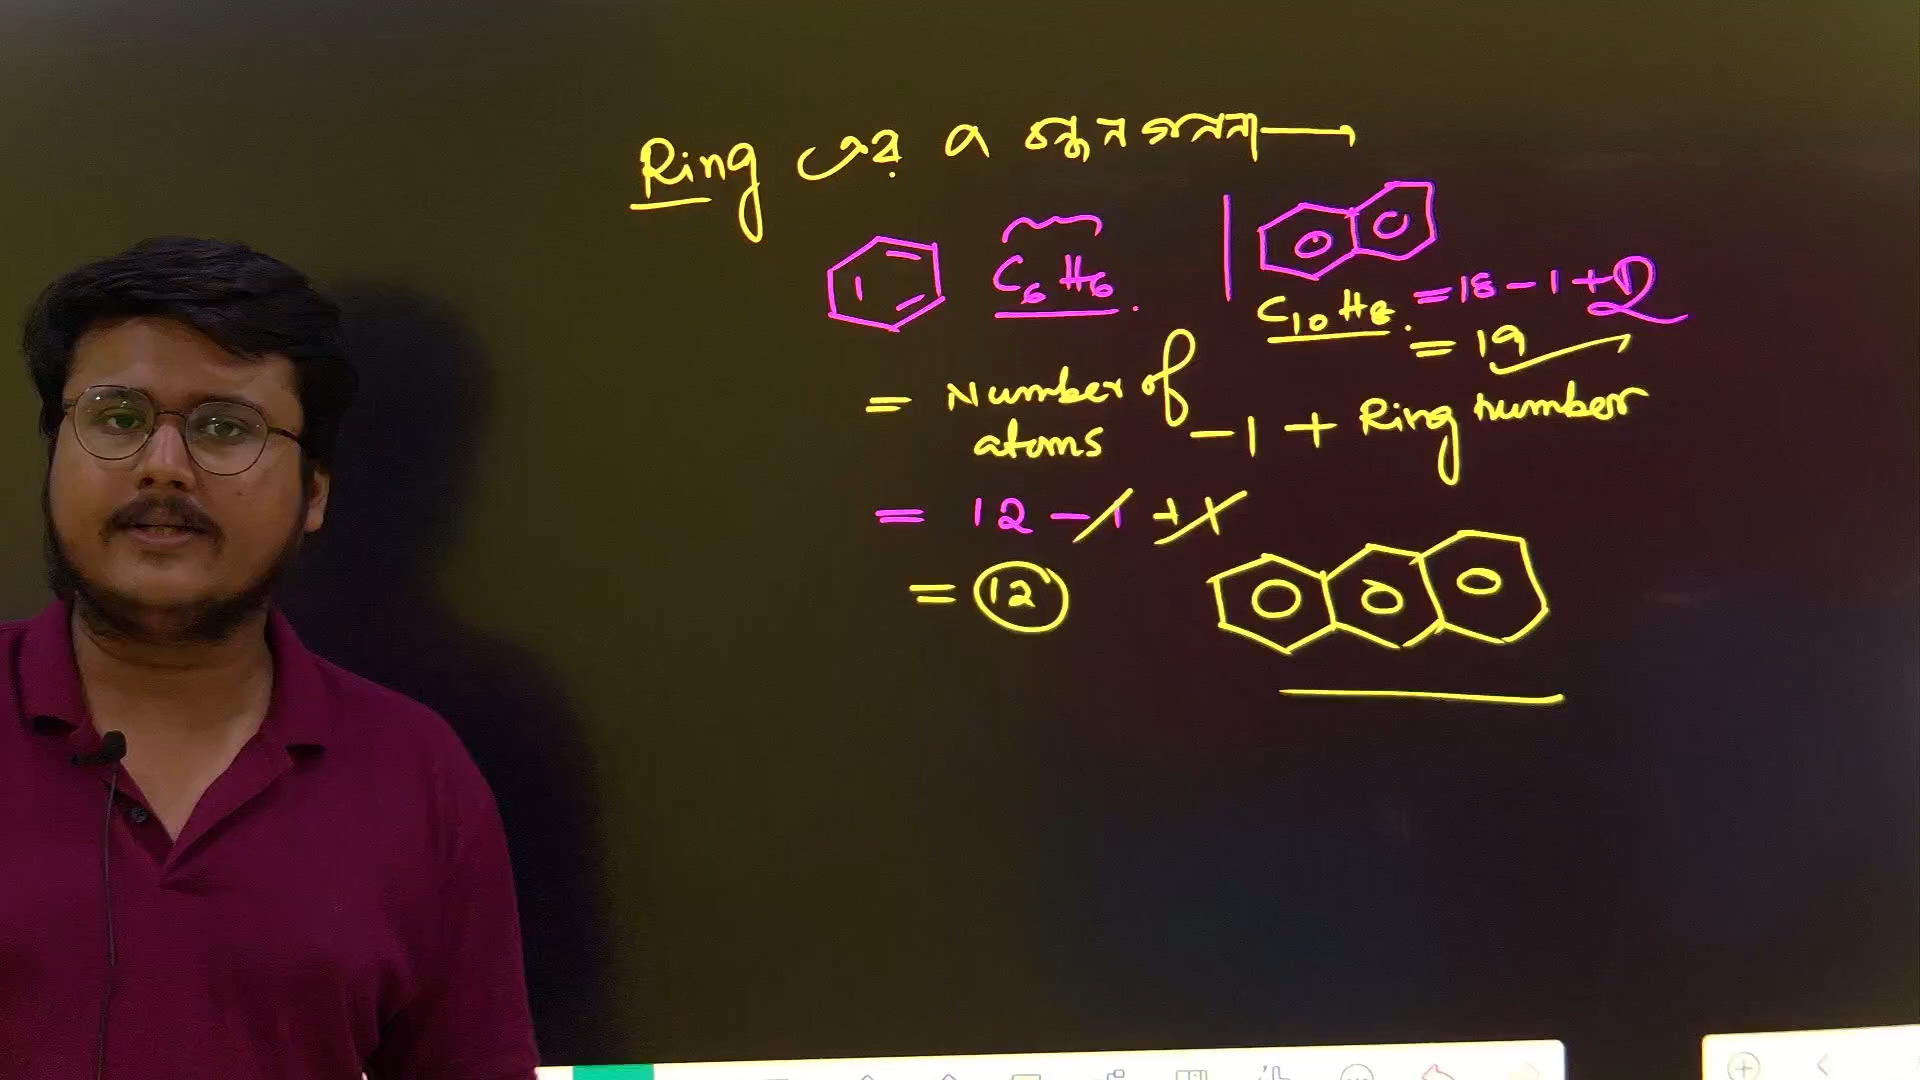 Ring এর σ বন্ধন গননা →
C₆H₆.
C₁₀H₈. = 18 - 1 + 2
= 19
= Number of atoms - 1 + Ring number
= 12 - 1 + 1
= 12